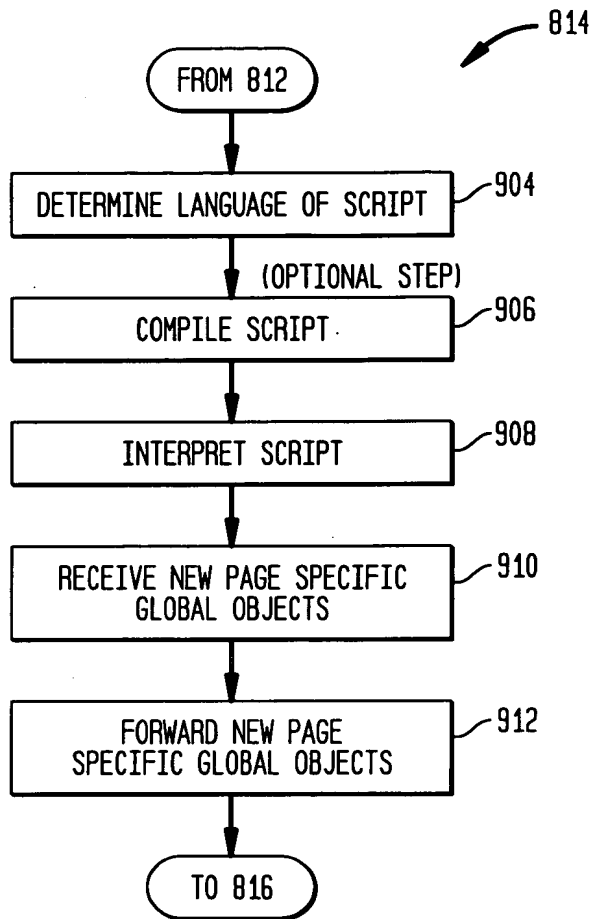 814
FROM 812
DETERMINE LANGUAGE OF SCRIPT
904
(OPTIONAL STEP)
COMPILE SCRIPT
906
INTERPRET SCRIPT
908
RECEIVE NEW PAGE SPECIFIC
GLOBAL OBJECTS
910
FORWARD NEW PAGE
SPECIFIC GLOBAL OBJECTS
912
TO 816